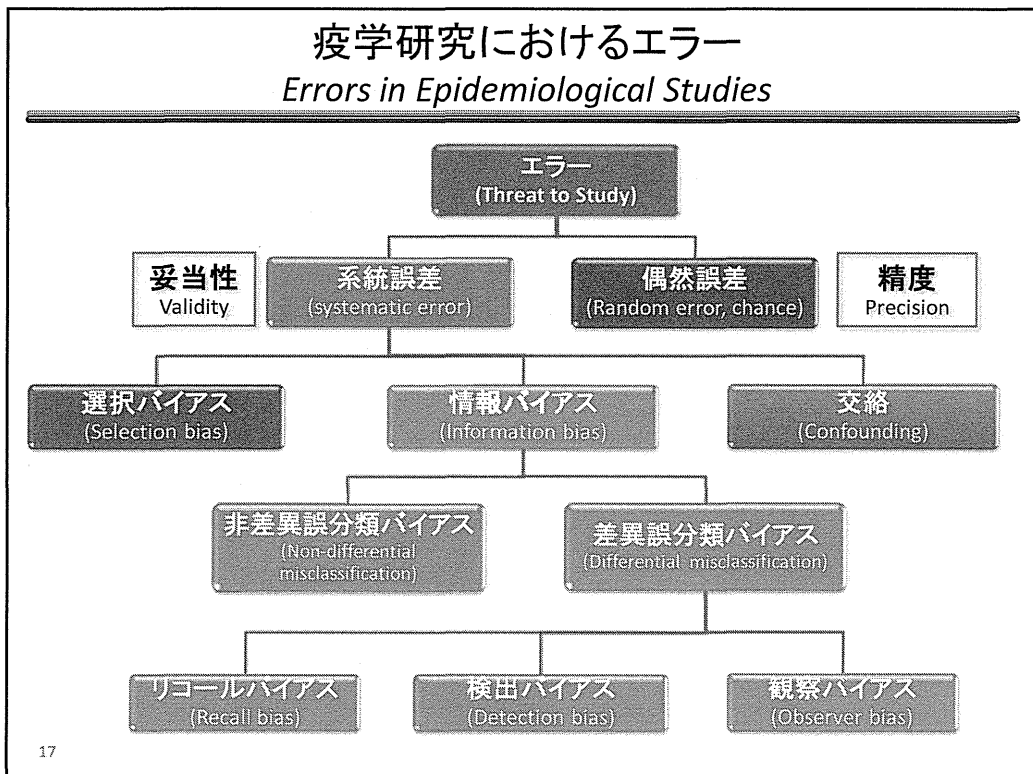 疫学研究におけるエラー
Errors in Epidemiological Studies
エラー
(Threat to Study)
妥当性
Validity
系統誤差
(systematic error)
偶然誤差
(Random error, chance)
精度
Precision
選択バイアス
(Selection bias)
情報バイアス
(Information bias)
交絡
(Confounding)
非差異誤分類バイアス
(Non-differential
misclassification)
差異誤分類バイアス
(Differential misclassification)
リコールバイアス
(Recall bias)
検出バイアス
(Detection bias)
観察バイアス
(Observer bias)
17